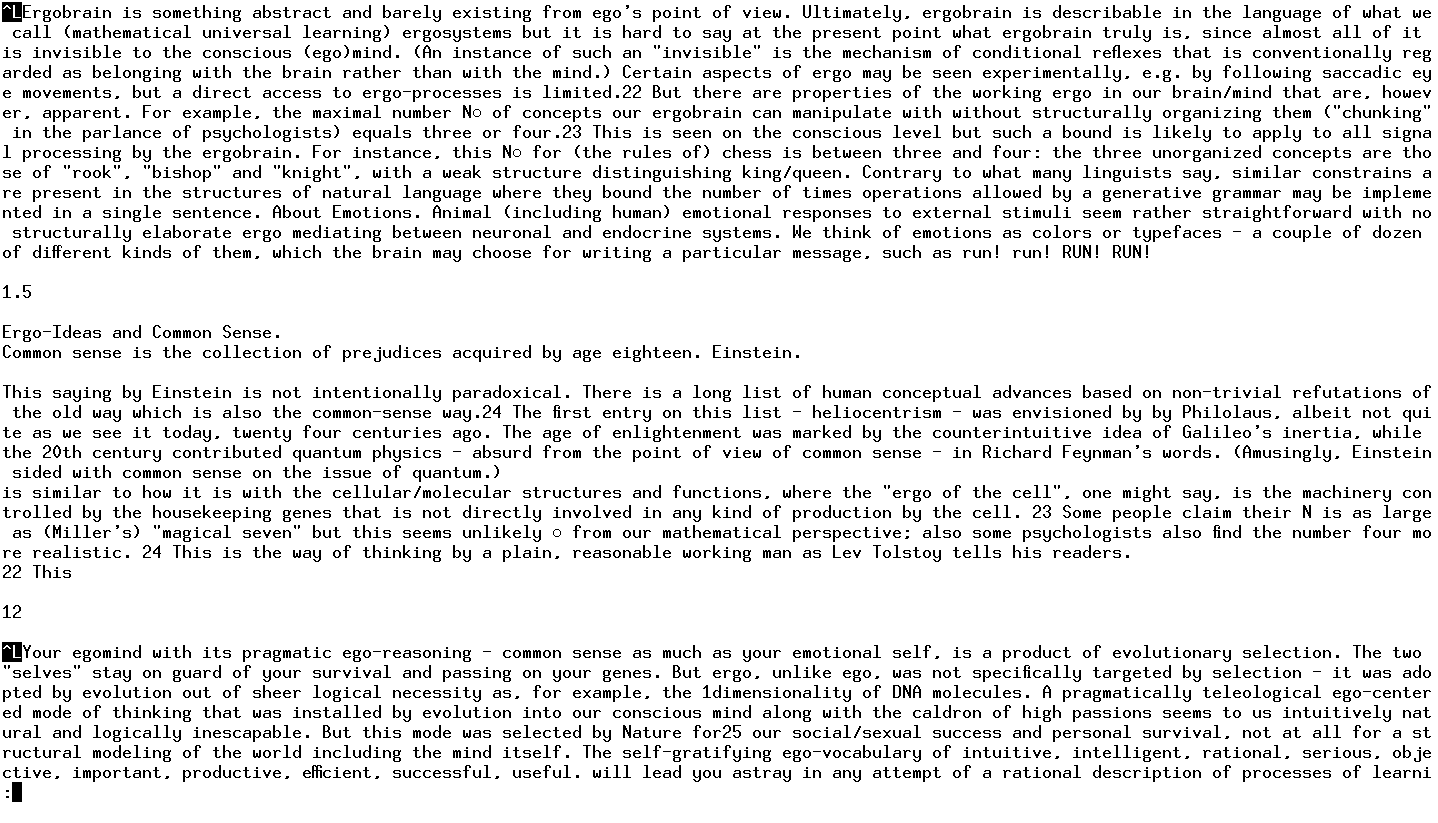 ^LErgobrain is something abstract and barely existing from ego's point of view. Ultimately, ergobrain is describable in the language of what we
 call (mathematical universal learning) ergosystems but it is hard to say at the present point what ergobrain truly is, since almost all of it
is invisible to the conscious (ego)mind. (An instance of such an "invisible" is the mechanism of conditional reflexes that is conventionally reg
arded as belonging with the brain rather than with the mind.) Certain aspects of ergo may be seen experimentally, e.g. by following saccadic ey
e movements, but a direct access to ergo-processes is limited.22 But there are properties of the working ergo in our brain/mind that are, howev
er, apparent. For example, the maximal number N○ of concepts our ergobrain can manipulate with without structurally organizing them ("chunking"
 in the parlance of psychologists) equals three or four.23 This is seen on the conscious level but such a bound is likely to apply to all signa
l processing by the ergobrain. For instance, this N○ for (the rules of) chess is between three and four: the three unorganized concepts are tho
se of "rook", "bishop" and "knight", with a weak structure distinguishing king/queen. Contrary to what many linguists say, similar constrains a
re present in the structures of natural language where they bound the number of times operations allowed by a generative grammar may be impleme
nted in a single sentence. About Emotions. Animal (including human) emotional responses to external stimuli seem rather straightforward with no
 structurally elaborate ergo mediating between neuronal and endocrine systems. We think of emotions as colors or typefaces - a couple of dozen
of different kinds of them, which the brain may choose for writing a particular message, such as run! run! RUN! RUN!
1.5
Ergo-Ideas and Common Sense.
Common sense is the collection of prejudices acquired by age eighteen. Einstein.
This saying by Einstein is not intentionally paradoxical. There is a long list of human conceptual advances based on non-trivial refutations of
 the old way which is also the common-sense way.24 The first entry on this list - heliocentrism - was envisioned by by Philolaus, albeit not qui
te as we see it today, twenty four centuries ago. The age of enlightenment was marked by the counterintuitive idea of Galileo's inertia, while
the 20th century contributed quantum physics - absurd from the point of view of common sense - in Richard Feynman's words. (Amusingly, Einstein
 sided with common sense on the issue of quantum.)
is similar to how it is with the cellular/molecular structures and functions, where the "ergo of the cell", one might say, is the machinery con
trolled by the housekeeping genes that is not directly involved in any kind of production by the cell. 23 Some people claim their N is as large
 as (Miller's) "magical seven" but this seems unlikely ○ from our mathematical perspective; also some psychologists also find the number four mo
re realistic. 24 This is the way of thinking by a plain, reasonable working man as Lev Tolstoy tells his readers.
22 This
12
^LYour egomind with its pragmatic ego-reasoning - common sense as much as your emotional self, is a product of evolutionary selection. The two
"selves" stay on guard of your survival and passing on your genes. But ergo, unlike ego, was not specifically targeted by selection - it was ado
pted by evolution out of sheer logical necessity as, for example, the 1dimensionality of DNA molecules. A pragmatically teleological ego-center
ed mode of thinking that was installed by evolution into our conscious mind along with the caldron of high passions seems to us intuitively nat
ural and logically inescapable. But this mode was selected by Nature for25 our social/sexual success and personal survival, not at all for a st
ructural modeling of the world including the mind itself. The self-gratifying ego-vocabulary of intuitive, intelligent, rational, serious, obje
ctive, important, productive, efficient, successful, useful. will lead you astray in any attempt of a rational description of processes of learni
: